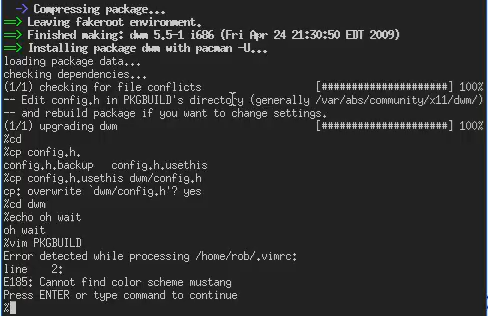 -> Compressing package...
==> Leaving fakeroot environment.
==> Finished making: dwm 5.5-1 i686 (Fri Apr 24 21:30:50 EDT 2009)
==> Installing package dwm with pacman -U...
loading package data...
checking dependencies...
(1/1) checking for file conflicts [######################] 100%
-- Edit config.h in PKGBUILD's directory (generally /var/abs/community/x11/dwm/)
-- and rebuild package if you want to change settings.
(1/1) upgrading dwm [######################] 100%
%cd
%cp config.h.
config.h.backup config.h.usethis
%cp config.h.usethis dwm/config.h
cp: overwrite `dwm/config.h'? yes
%cd dwm
%echo oh wait
oh wait
%vim PKGBUILD
Error detected while processing /home/rob/.vimrc:
line 2:
E185: Cannot find color scheme mustang
Press ENTER or type command to continue
%